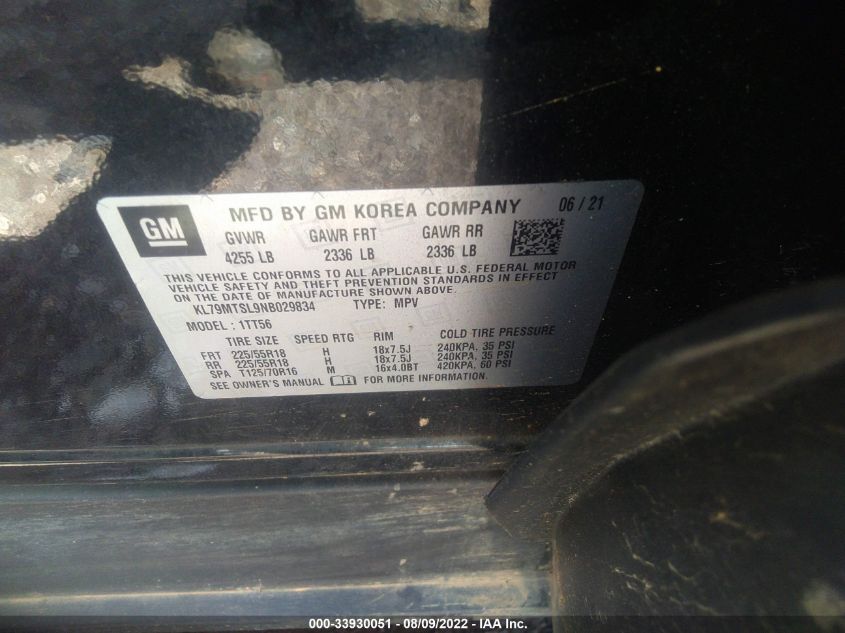 GM
MFD BY GM KOREA COMPANY 06 / 21
GVWR GAWR FRT GAWR RR
4255 LB 2336 LB 2336 LB
THIS VEHICLE CONFORMS TO ALL APPLICABLE U.S. FEDERAL MOTOR
VEHICLE SAFETY AND THEFT PREVENTION STANDARDS IN EFFECT
ON THE DATE OF MANUFACTURE SHOWN ABOVE.
KL79MTSL9NB029834 TYPE: MPV
MODEL: 1TT56
TIRE SIZE SPEED RTG RIM COLD TIRE PRESSURE
FRT 225/55R18 H 18x7.5J 240KPA, 35 PSI
RR 225/55R18 H 18x7.5J 240KPA, 35 PSI
SPA T125/70R16 M 16x4.0BT 420KPA, 60 PSI
SEE OWNER'S MANUAL FOR MORE INFORMATION.
000-33930051 - 08/09/2022 - IAA Inc.